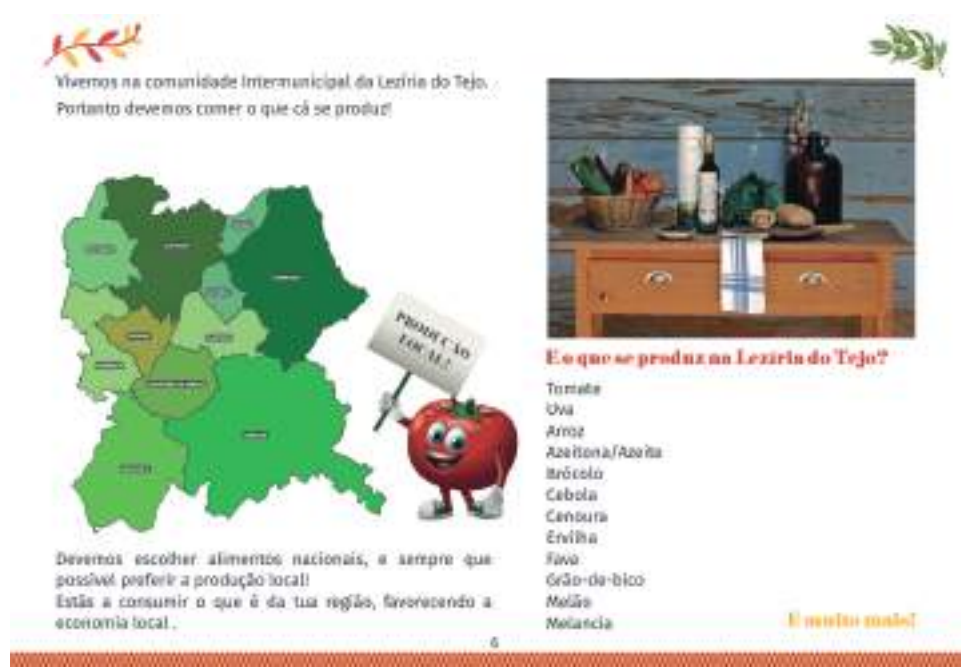 Vivemos na comunidade Intermunicipal da Lezíria do Tejo.
Portanto devemos comer o que cá se produz!
PRODUÇÃO
LOCAL!
Devemos escolher alimentos nacionais, e sempre que
possível preferir a produção local!
Estás a consumir o que é da tua região, favorecendo a
economia local .
E o que se produz na Lezíria do Tejo?
Tomate
Uva
Arroz
Azeitona/Azeite
Brócolo
Cebola
Cenoura
Ervilha
Fava
Grão-de-bico
Melão
Melancia
E muito mais!
6